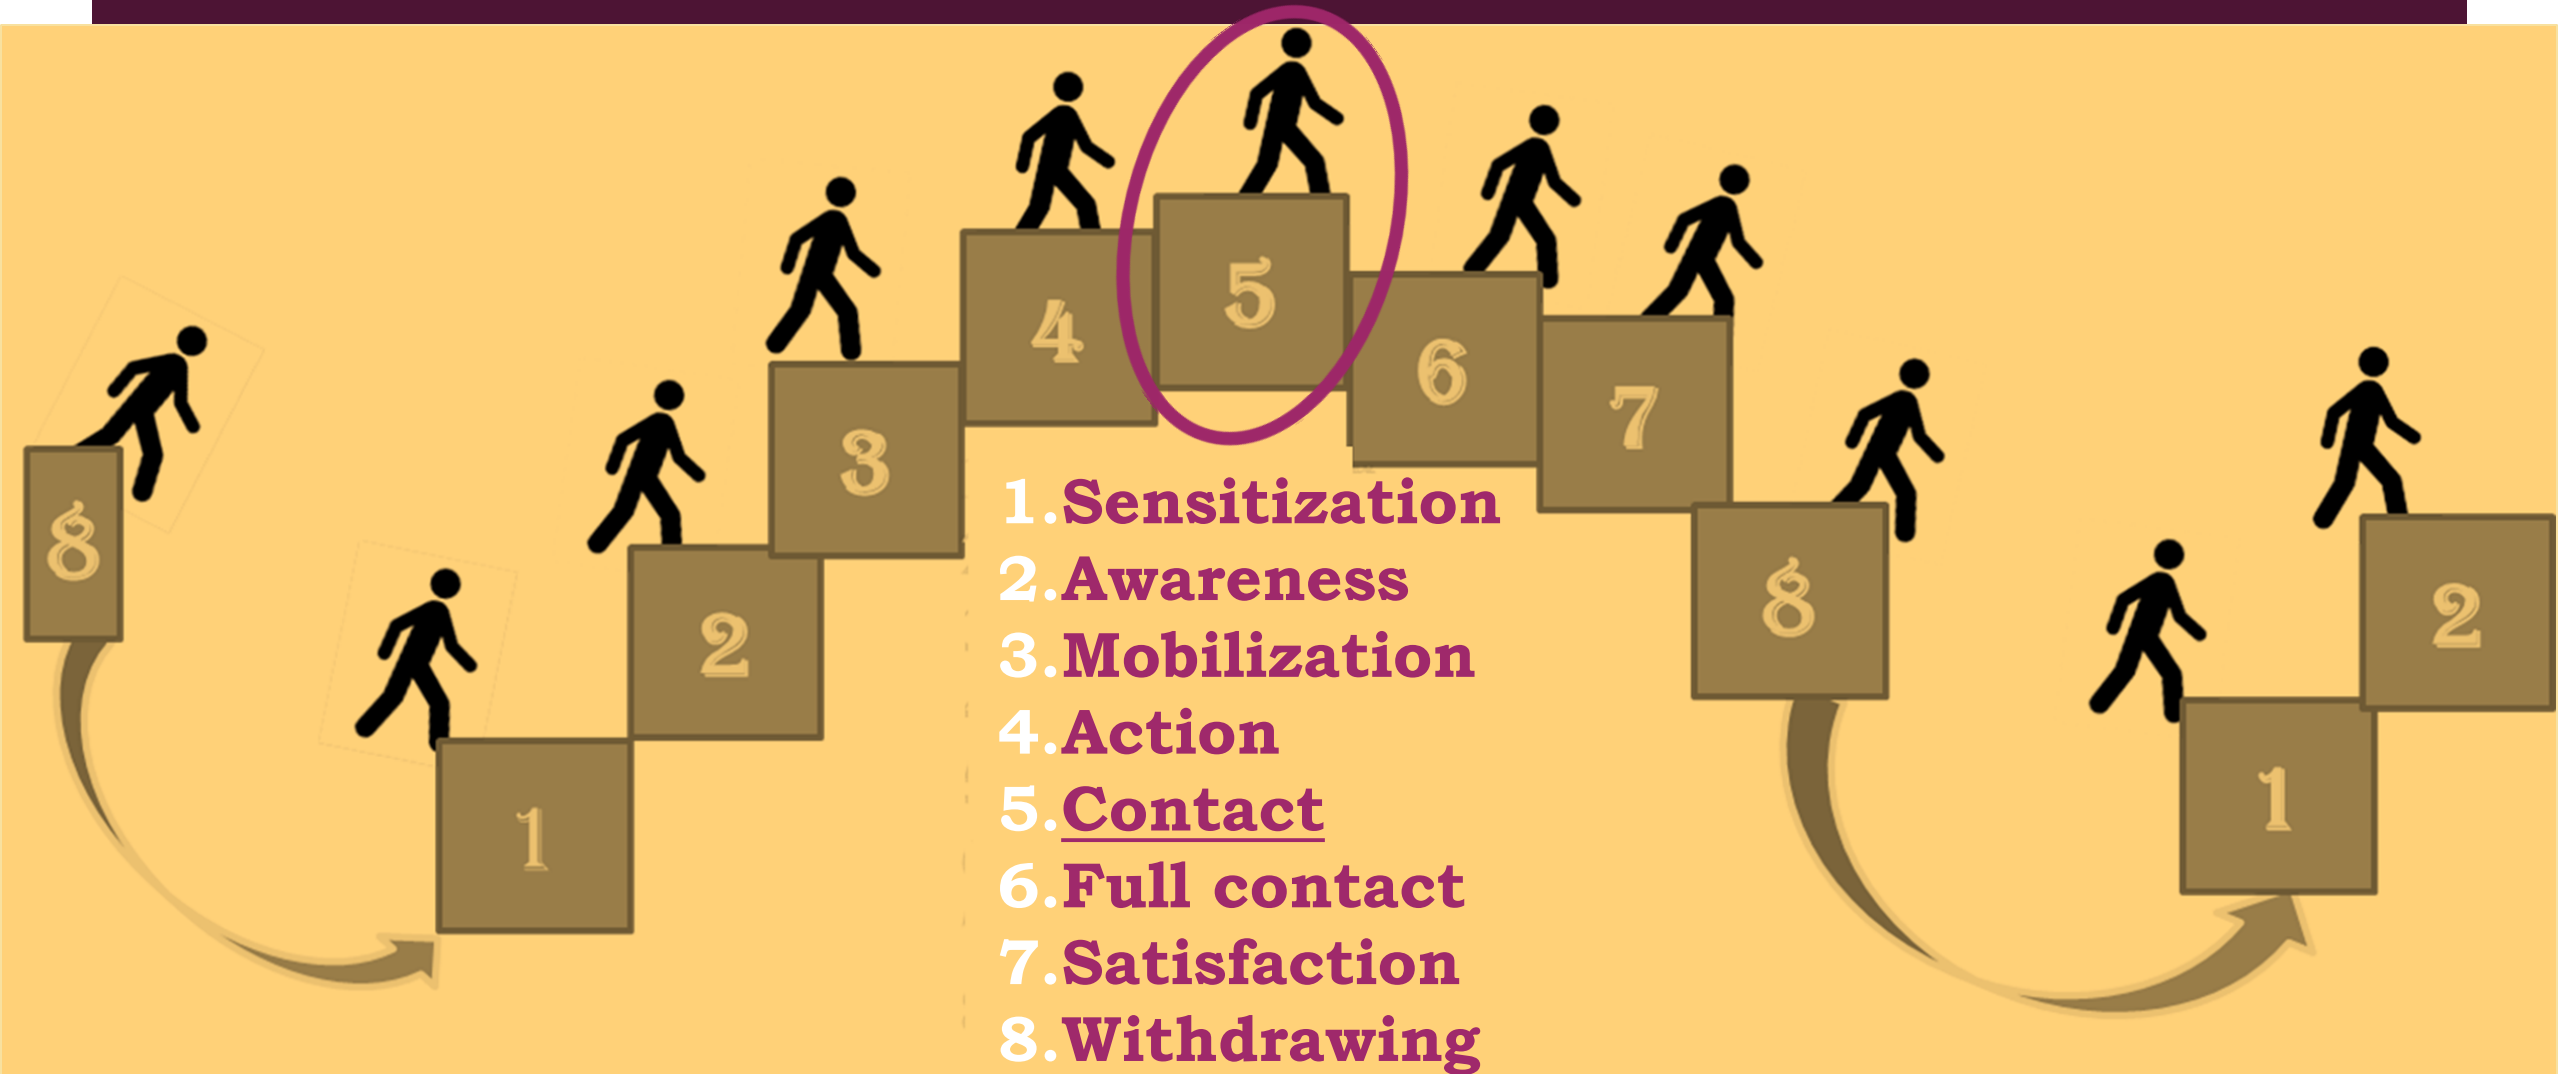 8
1
2
3
4
5
6
7
8
1
2
1.Sensitization
2.Awareness
3.Mobilization
4.Action
5.Contact
6.Full contact
7.Satisfaction
8.Withdrawing